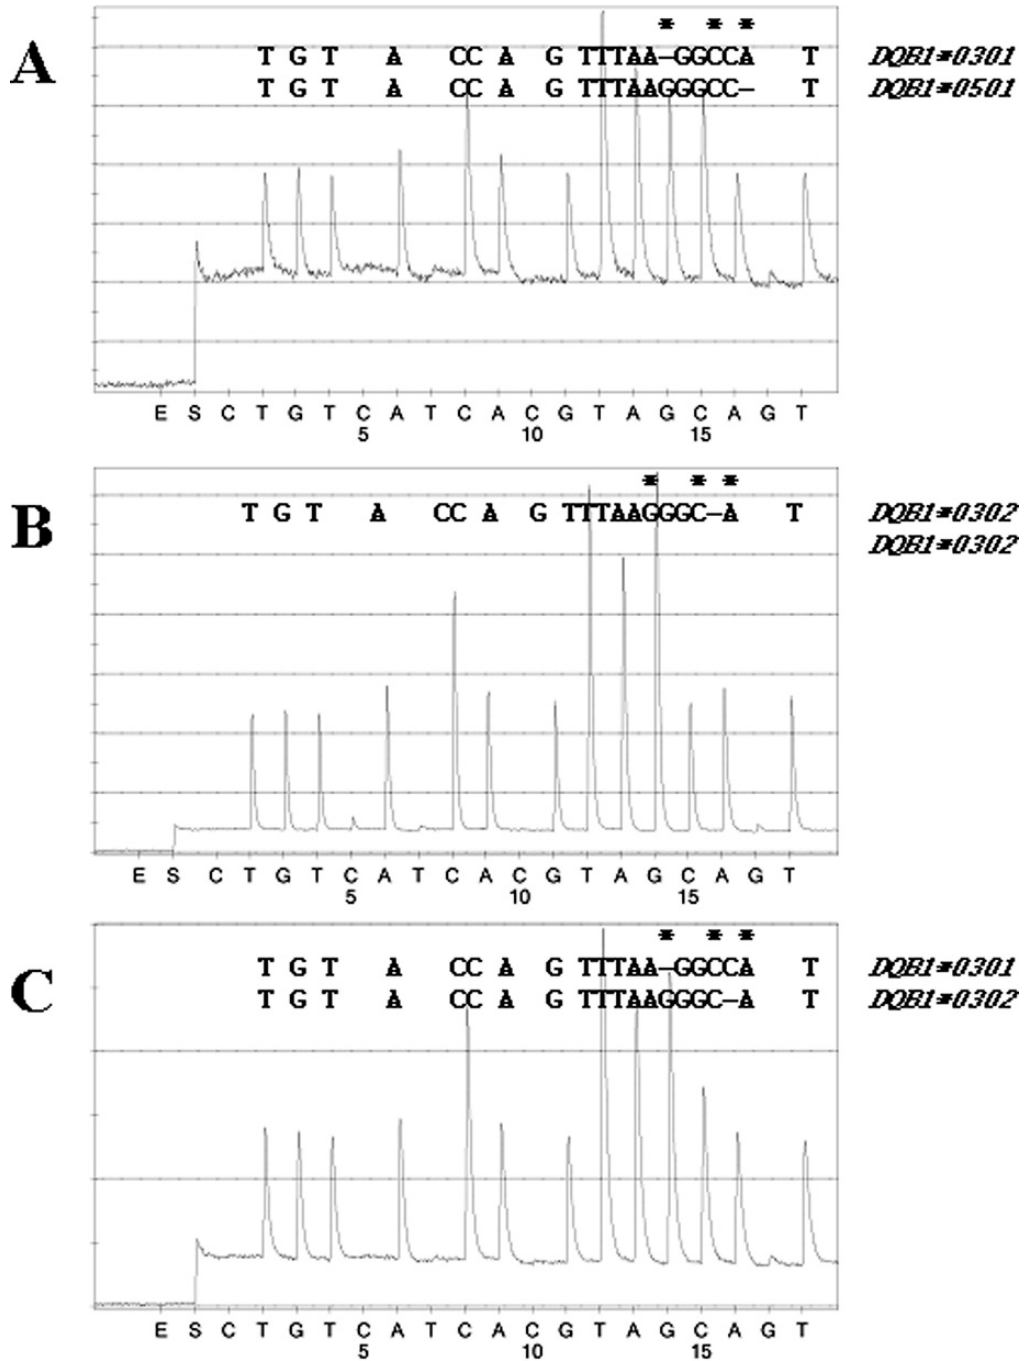 * * *
A T G T A CC A G TTTAA-GGCCA T DQB1*0301
T G T A CC A G TTTAAGGGCC- T DQB1*0501
E S C T G T C A T C A C G T A G C A G T
5 10 15
* * *
B T G T A CC A G TTTAAGGGC-A T DQB1*0302
DQB1*0302
E S C T G T C A T C A C G T A G C A G T
5 10 15
* * *
C T G T A CC A G TTTAA-GGCCA T DQB1*0301
T G T A CC A G TTTAAGGGC-A T DQB1*0302
E S C T G T C A T C A C G T A G C A G T
5 10 15